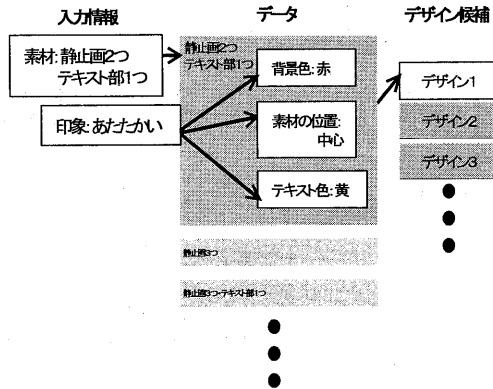 入力情報
データ
デザイン候補
素材:静止画2つ
テキスト部1つ
印象:あたたかい
静止画2つ
テキスト部1つ
背景色:赤
素材の位置:
中心
テキスト色:黄
デザイン1
デザイン2
デザイン3
静止画3つ
静止画3つ・テキスト部1つ